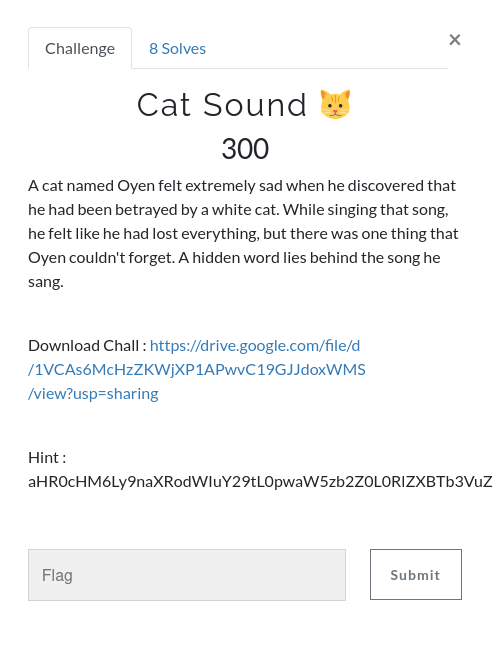 Challenge
8 Solves
×
Cat Sound 🐱
300
A cat named Oyen felt extremely sad when he discovered that
he had been betrayed by a white cat. While singing that song,
he felt like he had lost everything, but there was one thing that
Oyen couldn't forget. A hidden word lies behind the song he
sang.
Download Chall : https://drive.google.com/file/d
/1VCAs6McHzZKWjXP1APwvC19GJJdoxWMS
/view?usp=sharing
Hint :
aHR0cHM6Ly9naXRodWIuY29tL0pwaW5zb2Z0L0RlZXBTb3VuZ
Flag
Submit